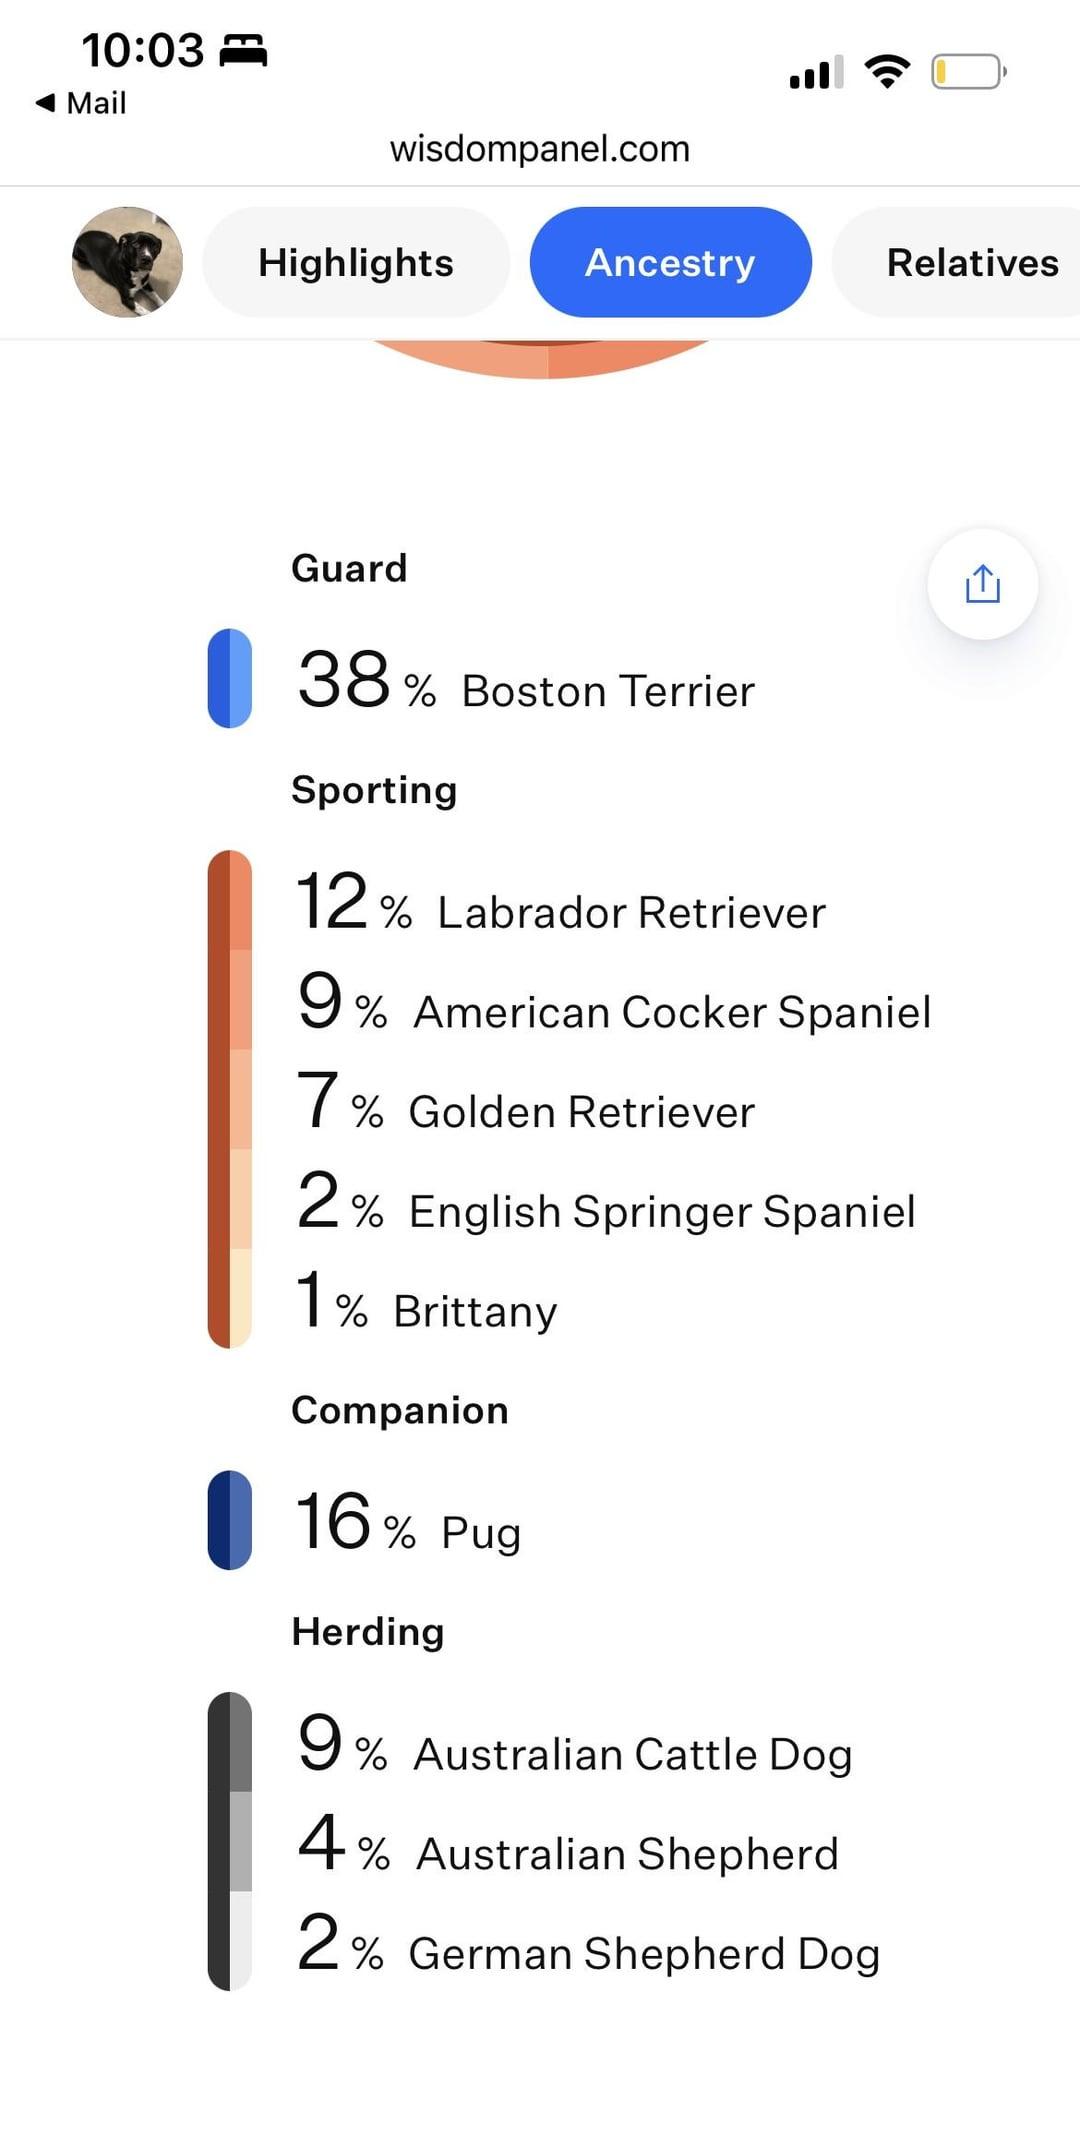 10:03
◀ Mail
wisdompanel.com
Highlights Ancestry Relatives
Guard
38 % Boston Terrier
Sporting
12 % Labrador Retriever
9 % American Cocker Spaniel
7 % Golden Retriever
2 % English Springer Spaniel
1 % Brittany
Companion
16 % Pug
Herding
9 % Australian Cattle Dog
4 % Australian Shepherd
2 % German Shepherd Dog